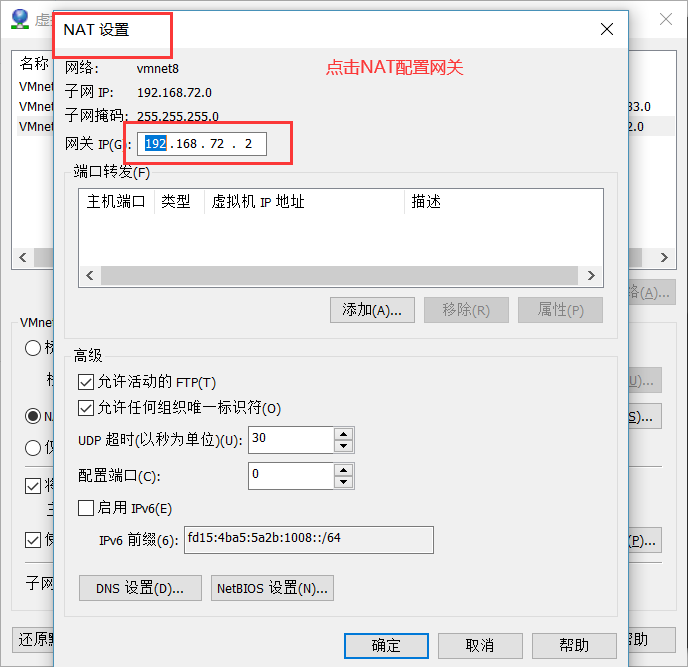 虚
NAT 设置
点击NAT配置网关
名称
VMnet
VMnet
33.0
VMnet
2.0
网络:
vmnet8
子网 IP:
192.168.72.0
子网掩码:
255.255.255.0
网关 IP(G):
192.168.72.2
端口转发(F)
主机端口 类型 虚拟机 IP 地址 描述
添加(A)... 移除(R) 属性(P)
络(A)...
VMnet
高级
允许活动的 FTP(T)
允许任何组织唯一标识符(O)
UDP 超时(以秒为单位)(U): 30
配置端口(C): 0
启用 IPv6(E)
IPv6 前缀(6): fd15:4ba5:5a2b:1008::/64
DNS 设置(D)... NetBIOS 设置(N)...
U)...
S)...
(P)...
将
子网
还原默
确定 取消 帮助
帮助